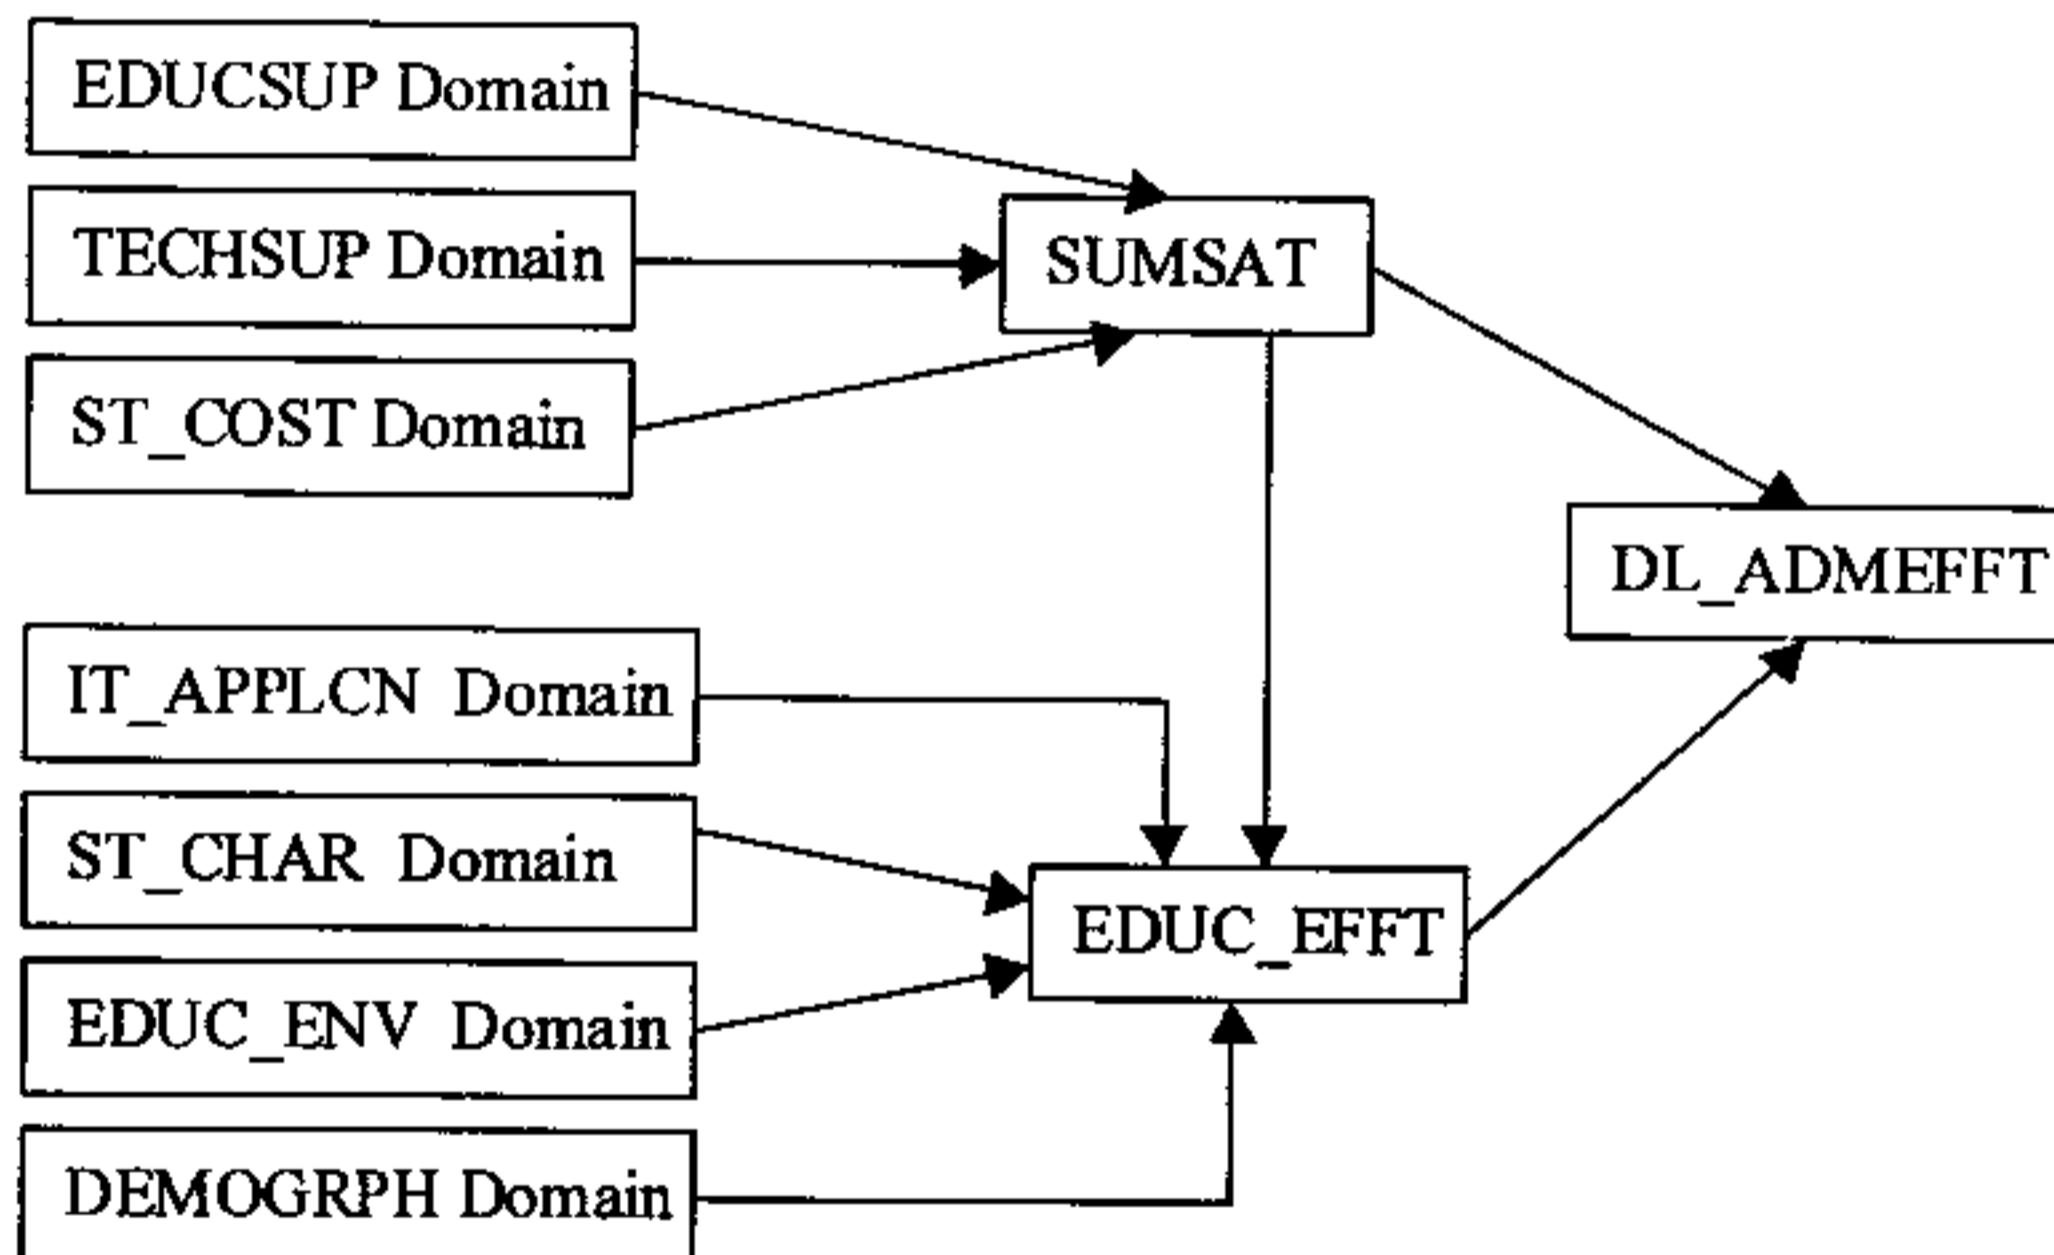 EDUCSUP Domain
TECHSUP Domain
SUMSAT
ST_COST Domain
DL_ADMEFFT
IT_APPLCN Domain
ST_CHAR Domain
EDUC_EFFT
EDUC_ENV Domain
DEMOGRPH Domain